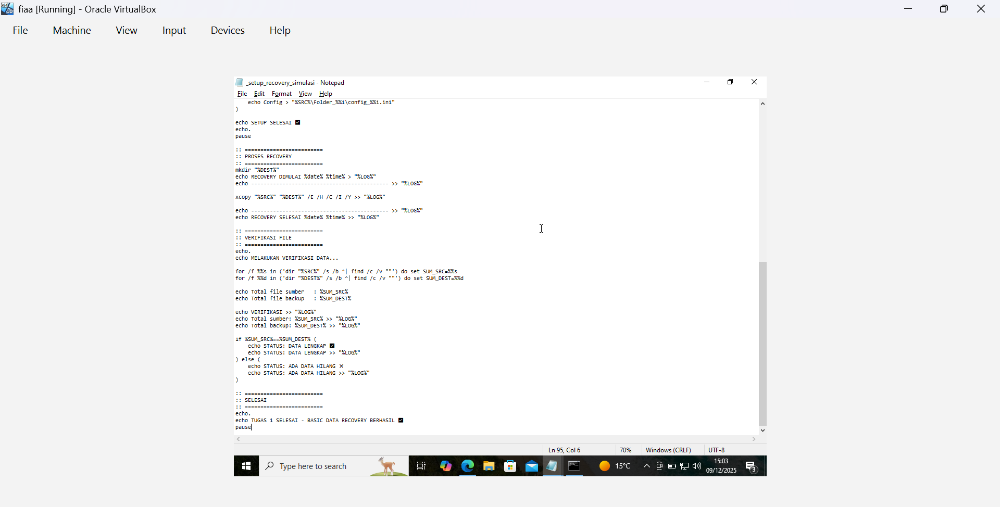 fiaa [Running] - Oracle VirtualBox
File Machine View Input Devices Help
_setup_recovery_simulasi - Notepad
File Edit Format View Help
    echo Config > "%SRC%\Folder_%%i\config_%%i.ini"
)
echo SETUP SELESAI ☑
echo.
pause
:: =========================
:: PROSES RECOVERY
:: =========================
mkdir "%DEST%"
echo RECOVERY DIMULAI %date% %time% > "%LOG%"
echo -------------------------------------------- >> "%LOG%"
xcopy "%SRC%" "%DEST%" /E /H /C /I /Y >> "%LOG%"
echo -------------------------------------------- >> "%LOG%"
echo RECOVERY SELESAI %date% %time% >> "%LOG%"
:: =========================
:: VERIFIKASI FILE
:: =========================
echo.
echo MELAKUKAN VERIFIKASI DATA...
for /f %%s in ('dir "%SRC%" /s /b ^| find /c /v ""') do set SUM_SRC=%%s
for /f %%d in ('dir "%DEST%" /s /b ^| find /c /v ""') do set SUM_DEST=%%d
echo Total file sumber   : %SUM_SRC%
echo Total file backup   : %SUM_DEST%
echo VERIFIKASI >> "%LOG%"
echo Total sumber: %SUM_SRC% >> "%LOG%"
echo Total backup: %SUM_DEST% >> "%LOG%"
if %SUM_SRC%==%SUM_DEST% (
    echo STATUS: DATA LENGKAP ☑
    echo STATUS: DATA LENGKAP >> "%LOG%"
) else (
    echo STATUS: ADA DATA HILANG ✕
    echo STATUS: ADA DATA HILANG >> "%LOG%"
)
:: =========================
:: SELESAI
:: =========================
echo.
echo TUGAS 1 SELESAI - BASIC DATA RECOVERY BERHASIL ☑
pause
Ln 95, Col 6 70% Windows (CRLF) UTF-8
Type here to search 15°C 15:03
09/12/2025 3